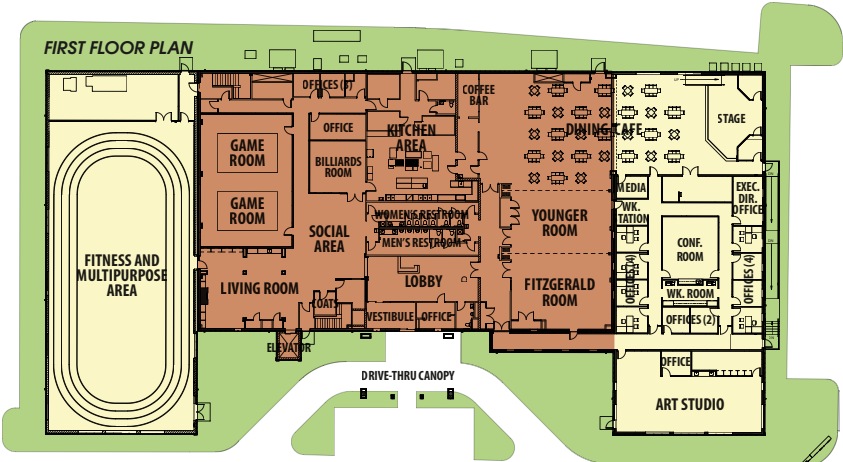 FIRST FLOOR PLAN
OFFICES (3)
COFFEE
BAR
OFFICE
KITCHEN
AREA
DINING CAFE
STAGE
GAME
ROOM
BILLIARDS
ROOM
GAME
ROOM
MEDIA
WK.
TATION
EXEC.
DIR.
OFFICE
WOMEN'S RESTROOM
MEN'S RESTROOM
SOCIAL
AREA
YOUNGER
ROOM
CONF.
ROOM
FITNESS AND
MULTIPURPOSE
AREA
LIVING ROOM
LOBBY
FITZGERALD
ROOM
OFFICES (4)
WK. ROOM
OFFICES (4)
COATS
VESTIBULE
OFFICE
OFFICES (2)
ELEVATOR
DRIVE-THRU CANOPY
OFFICE
ART STUDIO